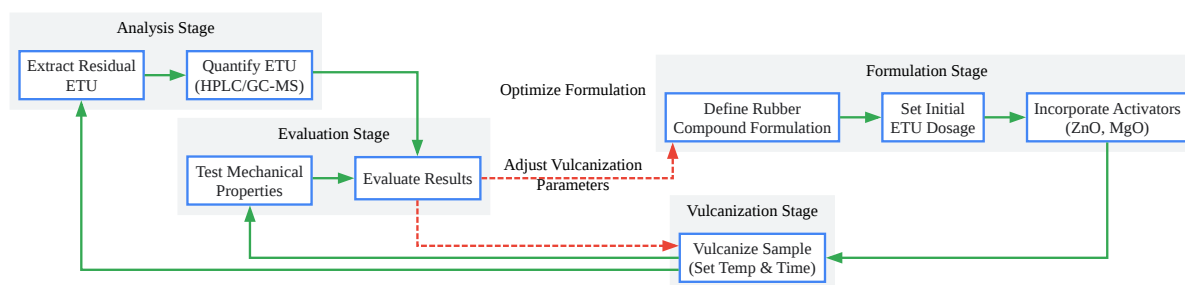 Analysis Stage
Extract Residual
ETU
Quantify ETU
(HPLC/GC-MS)
Evaluation Stage
Test Mechanical
Properties
Evaluate Results
Optimize Formulation
Adjust Vulcanization
Parameters
Formulation Stage
Define Rubber
Compound Formulation
Set Initial
ETU Dosage
Incorporate Activators
(ZnO, MgO)
Vulcanization Stage
Vulcanize Sample
(Set Temp & Time)